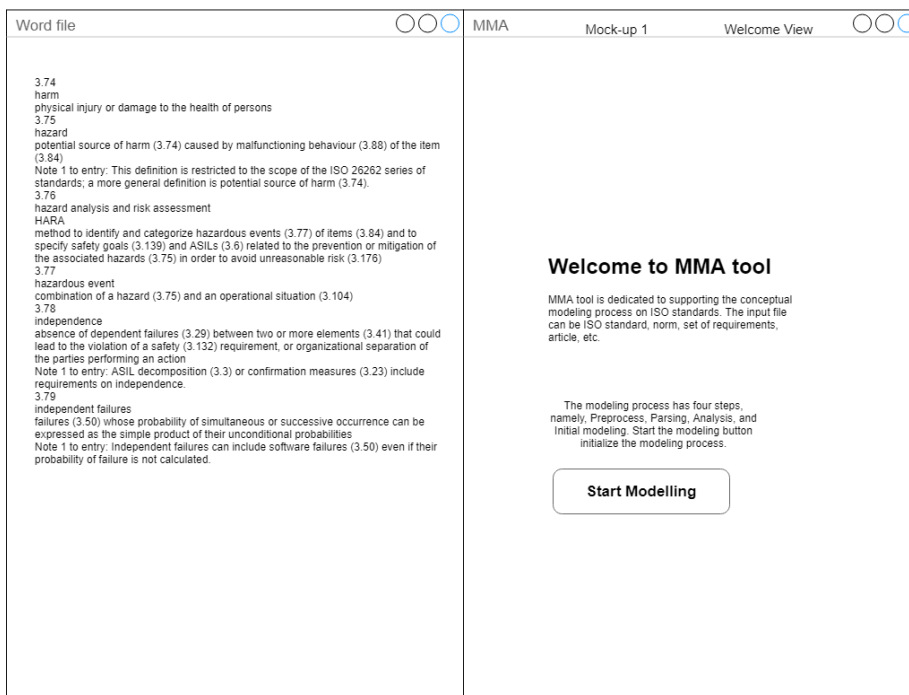 Word file
3.74
harm
physical injury or damage to the health of persons
3.75
hazard
potential source of harm (3.74) caused by malfunctioning behaviour (3.88) of the item
(3.84)
Note 1 to entry: This definition is restricted to the scope of the ISO 26262 series of
standards; a more general definition is potential source of harm (3.74).
3.76
hazard analysis and risk assessment
HARA
method to identify and categorize hazardous events (3.77) of items (3.84) and to
specify safety goals (3.139) and ASILs (3.6) related to the prevention or mitigation of
the associated hazards (3.75) in order to avoid unreasonable risk (3.176)
3.77
hazardous event
combination of a hazard (3.75) and an operational situation (3.104)
3.78
independence
absence of dependent failures (3.29) between two or more elements (3.41) that could
lead to the violation of a safety (3.132) requirement, or organizational separation of
the parties performing an action
Note 1 to entry: ASIL decomposition (3.3) or confirmation measures (3.23) include
requirements on independence.
3.79
independent failures
failures (3.50) whose probability of simultaneous or successive occurrence can be
expressed as the simple product of their unconditional probabilities
Note 1 to entry: Independent failures can include software failures (3.50) even if their
probability of failure is not calculated.
MMA Mock-up 1 Welcome View
Welcome to MMA tool
MMA tool is dedicated to supporting the conceptual
modeling process on ISO standards. The input file
can be ISO standard, norm, set of requirements,
article, etc.
The modeling process has four steps,
namely, Preprocess, Parsing, Analysis, and
Initial modeling. Start the modeling button
initialize the modeling process.
Start Modelling